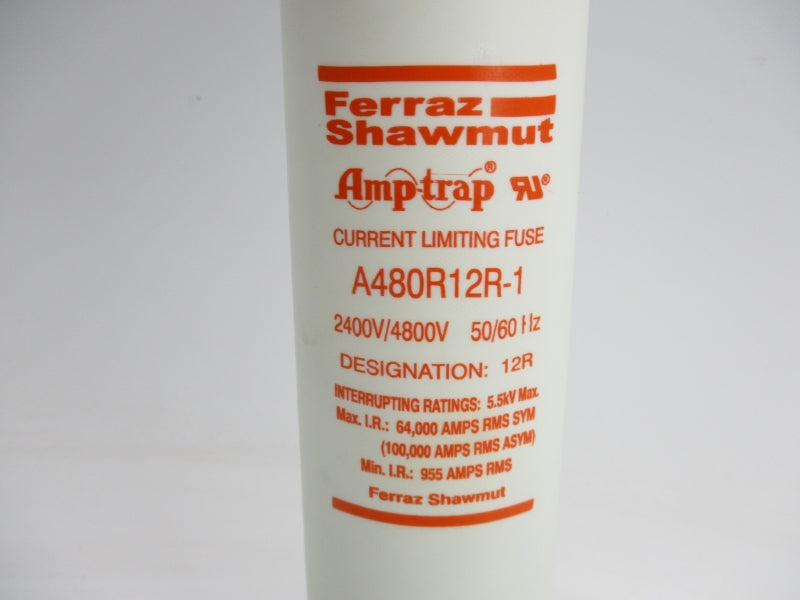 Ferraz
Shawmut
Amp-trap®
RU®
CURRENT LIMITING FUSE
A480R12R-1
2400V/4800V 50/60 Hz
DESIGNATION: 12R
INTERRUPTING RATINGS: 5.5kV Max.
Max. I.R.: 64,000 AMPS RMS SYM
(100,000 AMPS RMS ASYM)
Min. I.R.: 955 AMPS RMS
Ferraz Shawmut